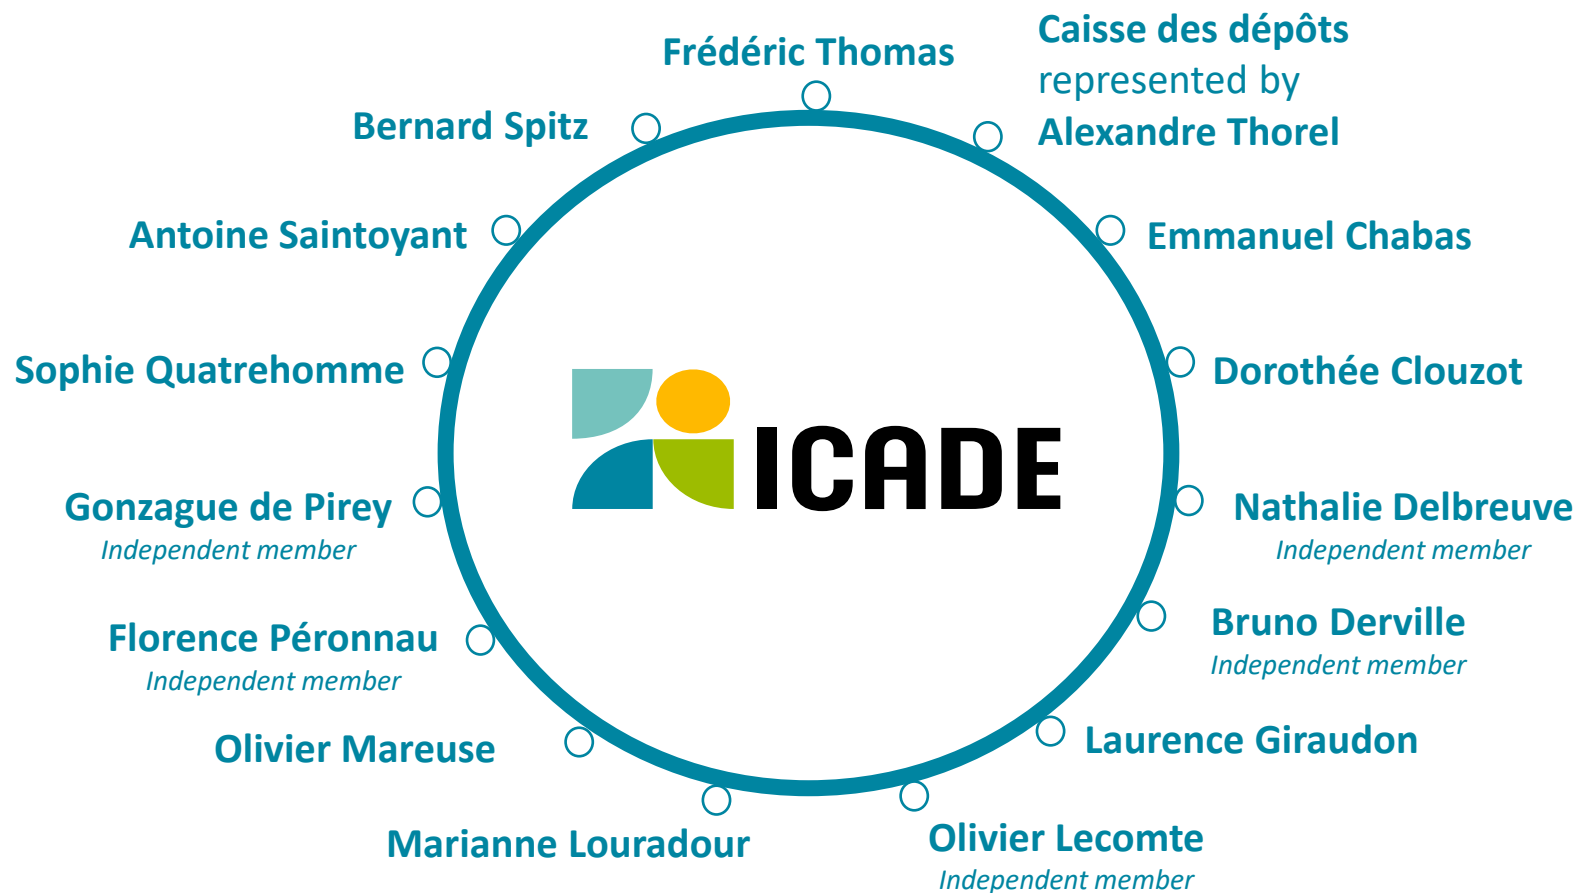 Frédéric Thomas
Caisse des dépôts
represented by
Alexandre Thorel
Emmanuel Chabas
Dorothée Clouzot
Nathalie Delbreuve
Independent member
Bruno Derville
Independent member
Laurence Giraudon
Olivier Lecomte
Independent member
Marianne Louradour
Olivier Mareuse
Florence Péronnau
Independent member
Gonzague de Pirey
Independent member
Sophie Quatrehomme
Antoine Saintoyant
Bernard Spitz
ICADE